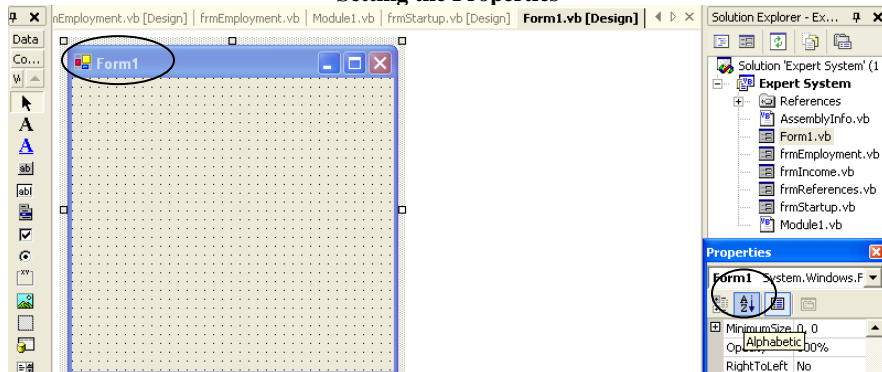 Setting the Properties
nEmployment.vb [Design] | frmEmployment.vb | Module1.vb | frmStartup.vb [Design] | Form1.vb [Design]
Solution Explorer - Ex...
Data
Co...
Form1
Solution 'Expert System' (1
Expert System
References
AssemblyInfo.vb
Form1.vb
frmEmployment.vb
frmIncome.vb
frmReferences.vb
frmStartup.vb
Module1.vb
Properties
Form1 System.Windows.F
MinimumSize 0, 0
Alphabetic
RightToLeft No